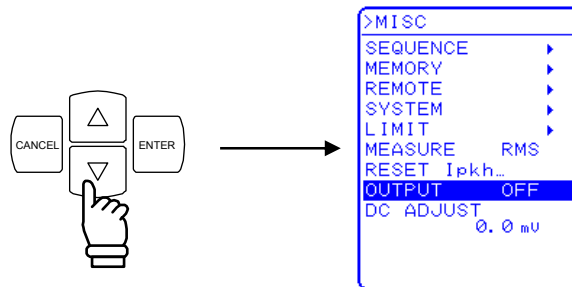 CANCEL
ENTER
>MISC
SEQUENCE
MEMORY
REMOTE
SYSTEM
LIMIT
MEASURE RMS
RESET Ipkh…
OUTPUT OFF
DC ADJUST
0.0 mV